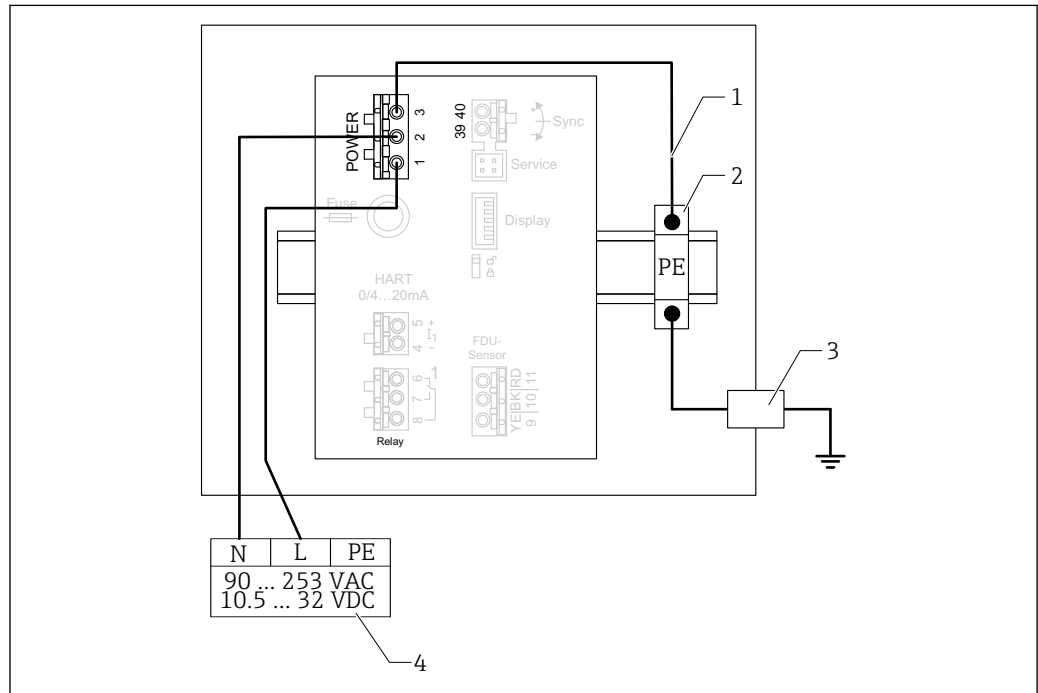 POWER
3
2
1
39 40
+
-
Sync
Service
Fuse
Display
HART
0/4...20mA
5 +
4 -
I1
FDU-
Sensor
6
7
8
1
YE BK RD
9 | 10 | 11
Relay
1
2
PE
3
N L PE
90 ... 253 VAC
10.5 ... 32 VDC
4